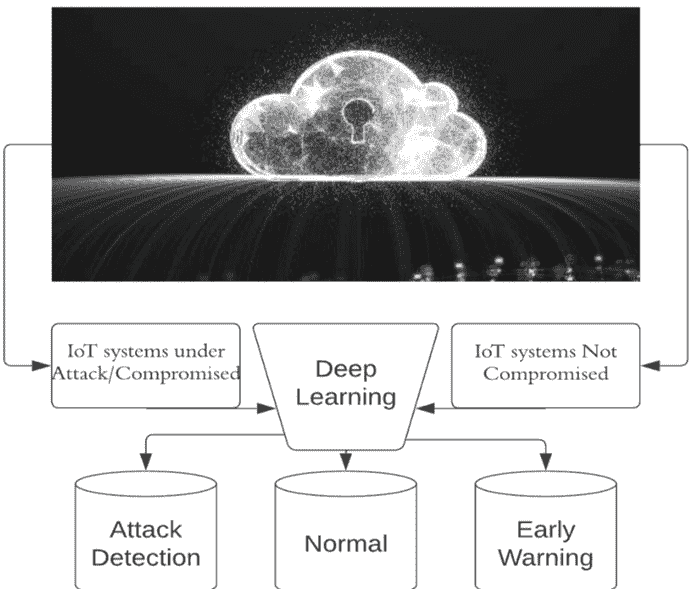 IoT systems under
Attack/Compromised
Deep
Learning
IoT systems Not
Compromised
Attack
Detection
Normal
Early
Warning